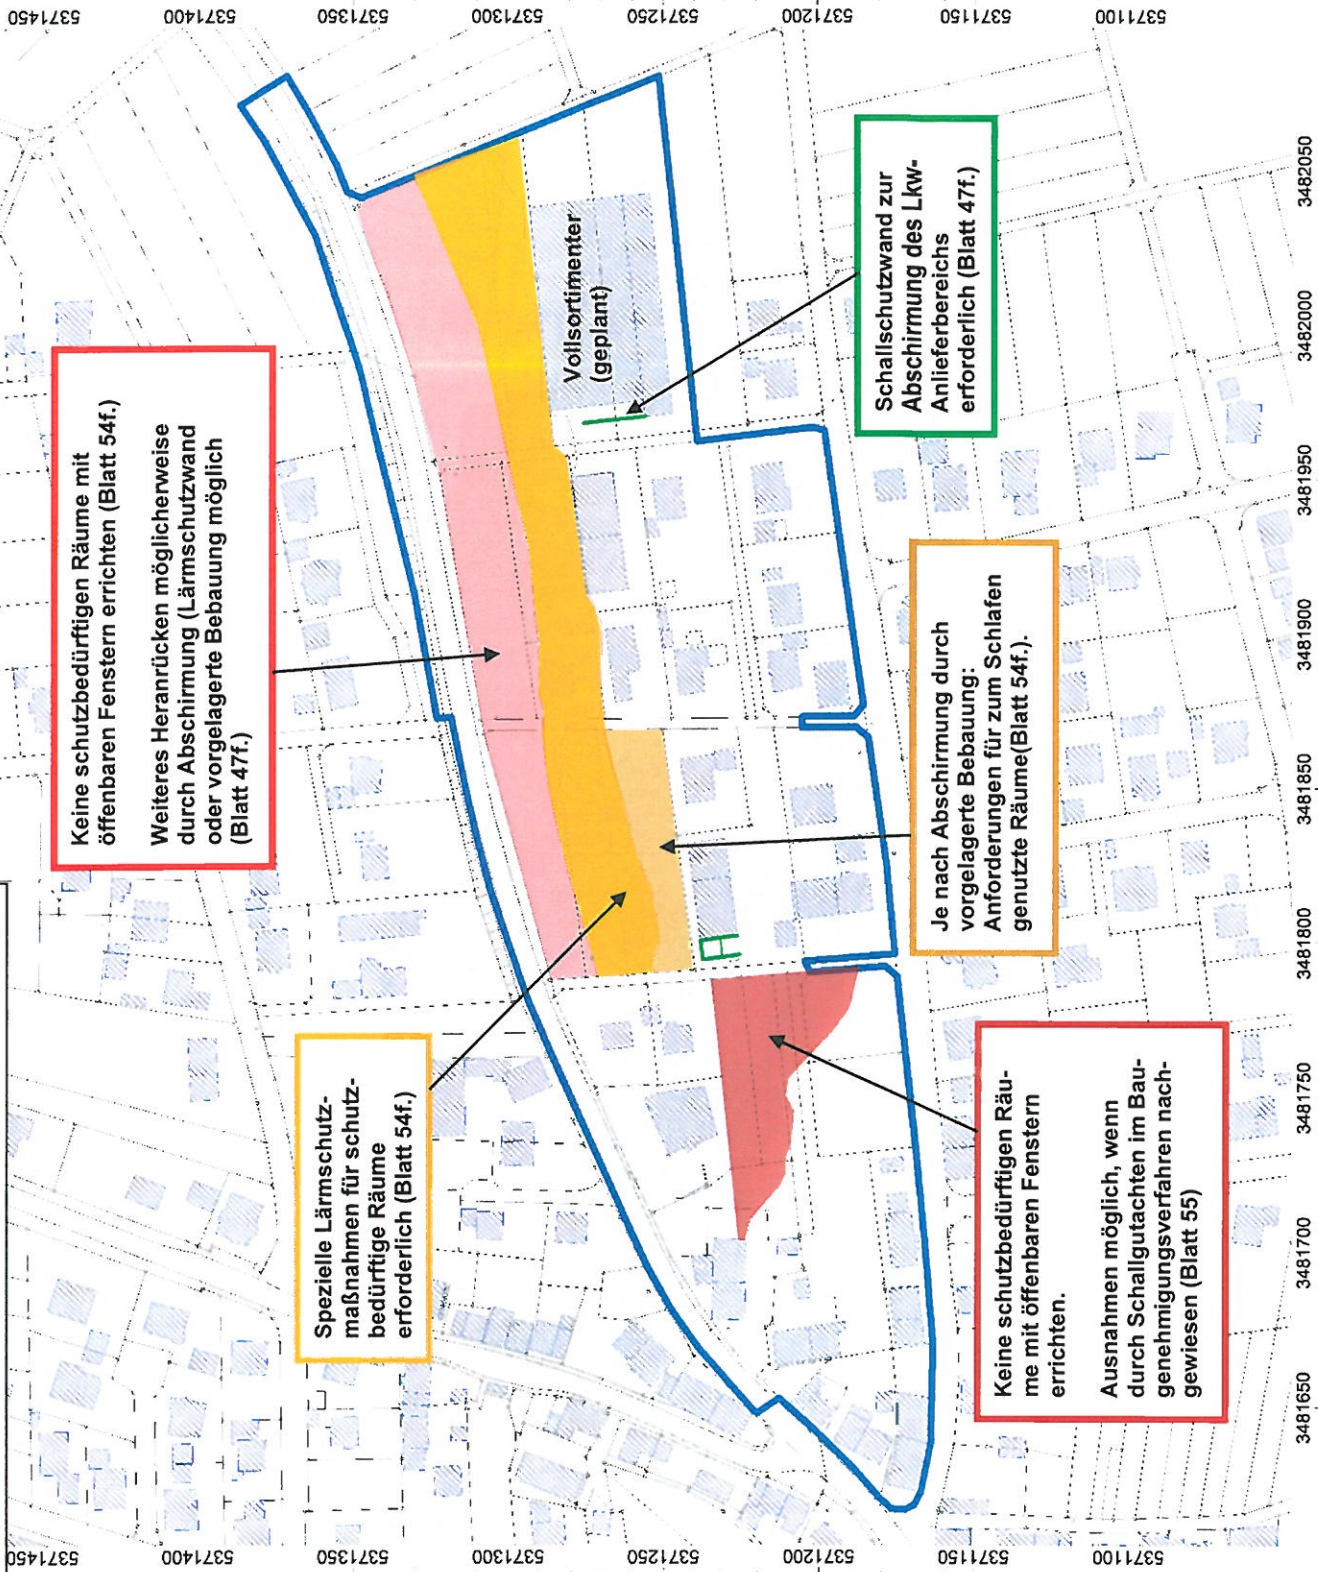 5371450
5371400
5371350
5371300
5371250
5371200
5371150
5371100
Keine schutzbedürftigen Räume mit
öffenbaren Fenstern errichten (Blatt 54f.)
Weiteres Heranrücken möglicherweise
durch Abschirmung (Lärmschutzwand
oder vorgelagerte Bebauung möglich
(Blatt 47f.)
Spezielle Lärmschutz-
maßnahmen für schutz-
bedürftige Räume
erforderlich (Blatt 54f.)
Vollsortimenter
(geplant)
Schallschutzwand zur
Abschirmung des Lkw-
Anlieferbereichs
erforderlich (Blatt 47f.)
Je nach Abschirmung durch
vorgelagerte Bebauung:
Anforderungen für zum Schlafen
genutzte Räume(Blatt 54f.).
Keine schutzbedürftigen Räu-
me mit öffenbaren Fenstern
errichten.
Ausnahmen möglich, wenn
durch Schallgutachten im Bau-
genehmigungsverfahren nach-
gewiesen (Blatt 55)
5371450
5371400
5371350
5371300
5371250
5371200
5371150
5371100
3481650
3481700
3481750
3481800
3481850
3481900
3481950
3482000
3482050